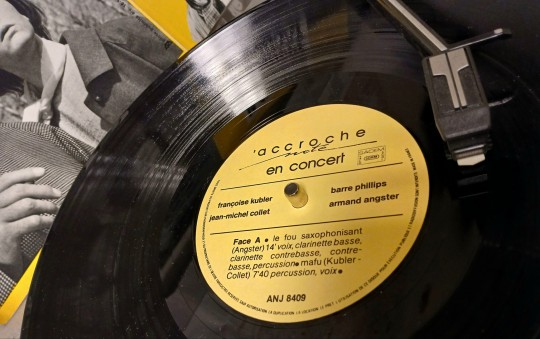 'accroche
note
en concert
SACEM
françoise kubler
barre phillips
jean-michel collet
armand angster
Face A • le fou saxophonisant
(Angster) 14' voix, clarinette basse,
clarinette contrebasse, contre-
basse, percussion • mafu (Kubler -
Collet) 7'40 percussion, voix •
ANJ 8409